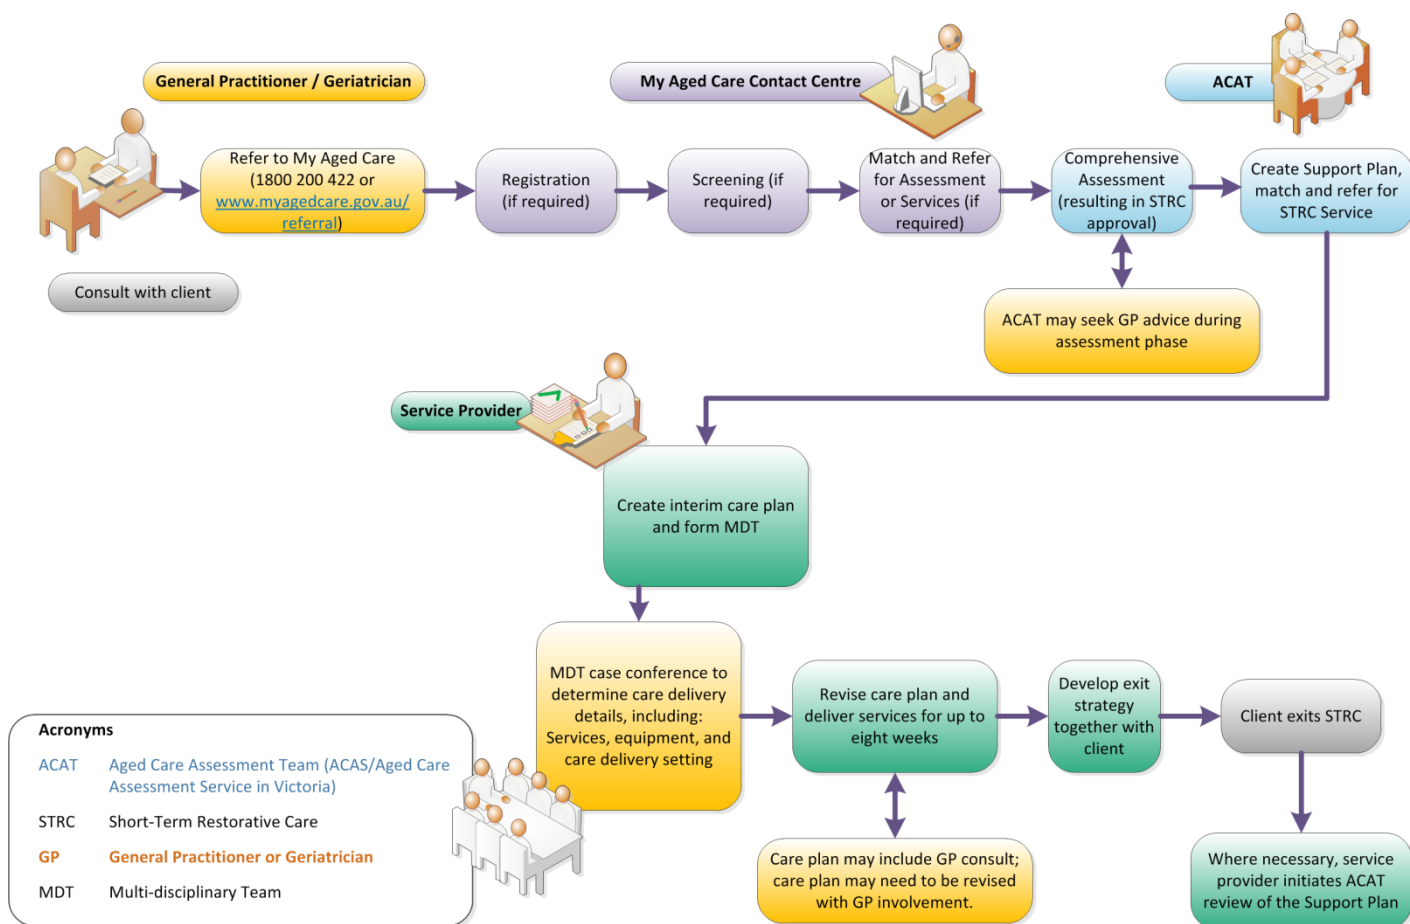 General Practitioner / Geriatrician
My Aged Care Contact Centre
ACAT
Refer to My Aged Care
(1800 200 422 or
www.myagedcare.gov.au/
referral)
Registration
(if required)
Screening (if
required)
Match and Refer
for Assessment
or Services (if
required)
Comprehensive
Assessment
(resulting in STRC
approval)
Create Support Plan,
match and refer for
STRC Service
Consult with client
ACAT may seek GP advice during
assessment phase
Service Provider
Create interim care plan
and form MDT
MDT case conference to
determine care delivery
details, including:
Services, equipment, and
care delivery setting
Revise care plan and
deliver services for up to
eight weeks
Develop exit
strategy
together with
client
Client exits STRC
Care plan may include GP consult;
care plan may need to be revised
with GP involvement.
Where necessary, service
provider initiates ACAT
review of the Support Plan
Acronyms
ACAT Aged Care Assessment Team (ACAS/Aged Care
Assessment Service in Victoria)
STRC Short-Term Restorative Care
GP General Practitioner or Geriatrician
MDT Multi-disciplinary Team